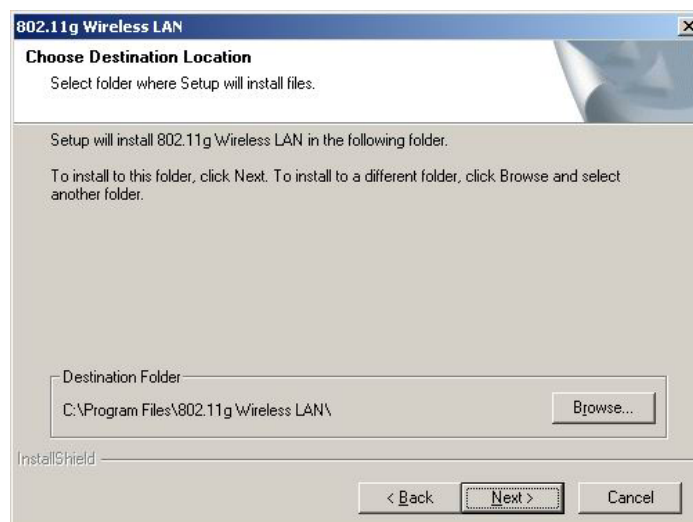 802.11g Wireless LAN
Choose Destination Location
Select folder where Setup will install files.
Setup will install 802.11g Wireless LAN in the following folder.
To install to this folder, click Next. To install to a different folder, click Browse and select
another folder.
Destination Folder
C:\Program Files\802.11g Wireless LAN\
Browse...
InstallShield
< Back
Next >
Cancel